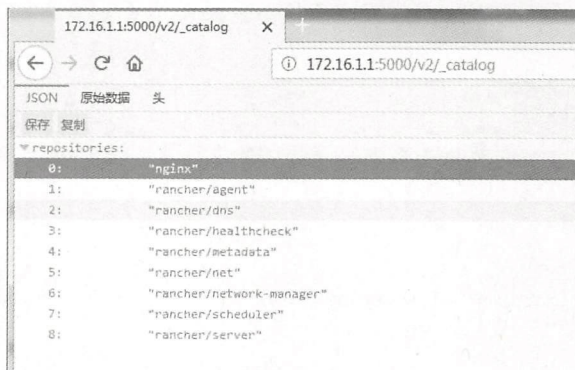 172.16.1.1:5000/v2/_catalog
172.16.1.1:5000/v2/_catalog
JSON 原始数据 头
保存 复制
repositories:
0: "nginx"
1: "rancher/agent"
2: "rancher/dns"
3: "rancher/healthcheck"
4: "rancher/metadata"
5: "rancher/net"
6: "rancher/network-manager"
7: "rancher/scheduler"
8: "rancher/server"